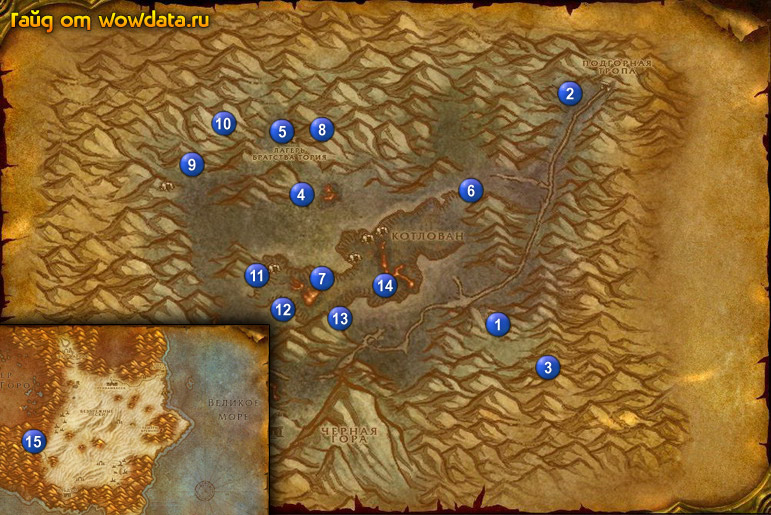 гайд от wowdata.ru
ПОДГОРНАЯ
ТРОПА
2
10
5
8
ЛАГЕРЬ
БРАТСТВА ТОРИЯ
9
4
6
КОТЛОВАН
11
7
14
12
13
1
3
ВЕЛИКОЕ
МОРЕ
15
ЧЕРНАЯ
ГОРА